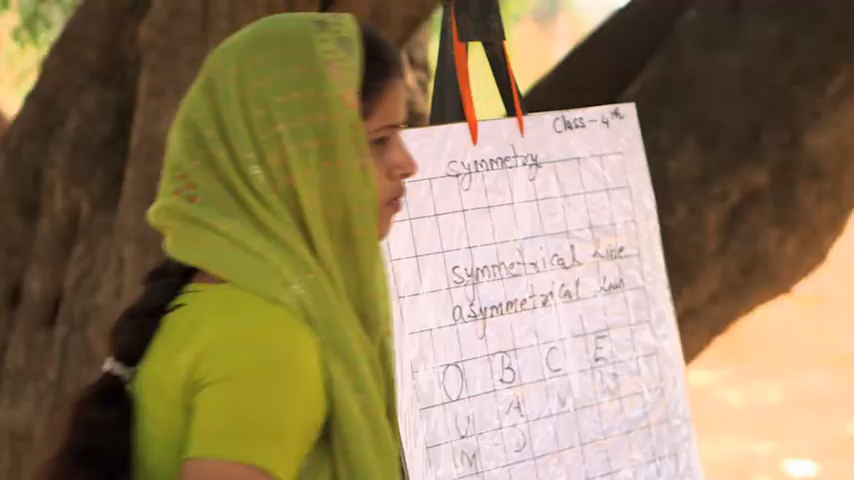 Class-4th
symmetry
symmetrical line
asymmetrical line
O B C E
A
U
M D